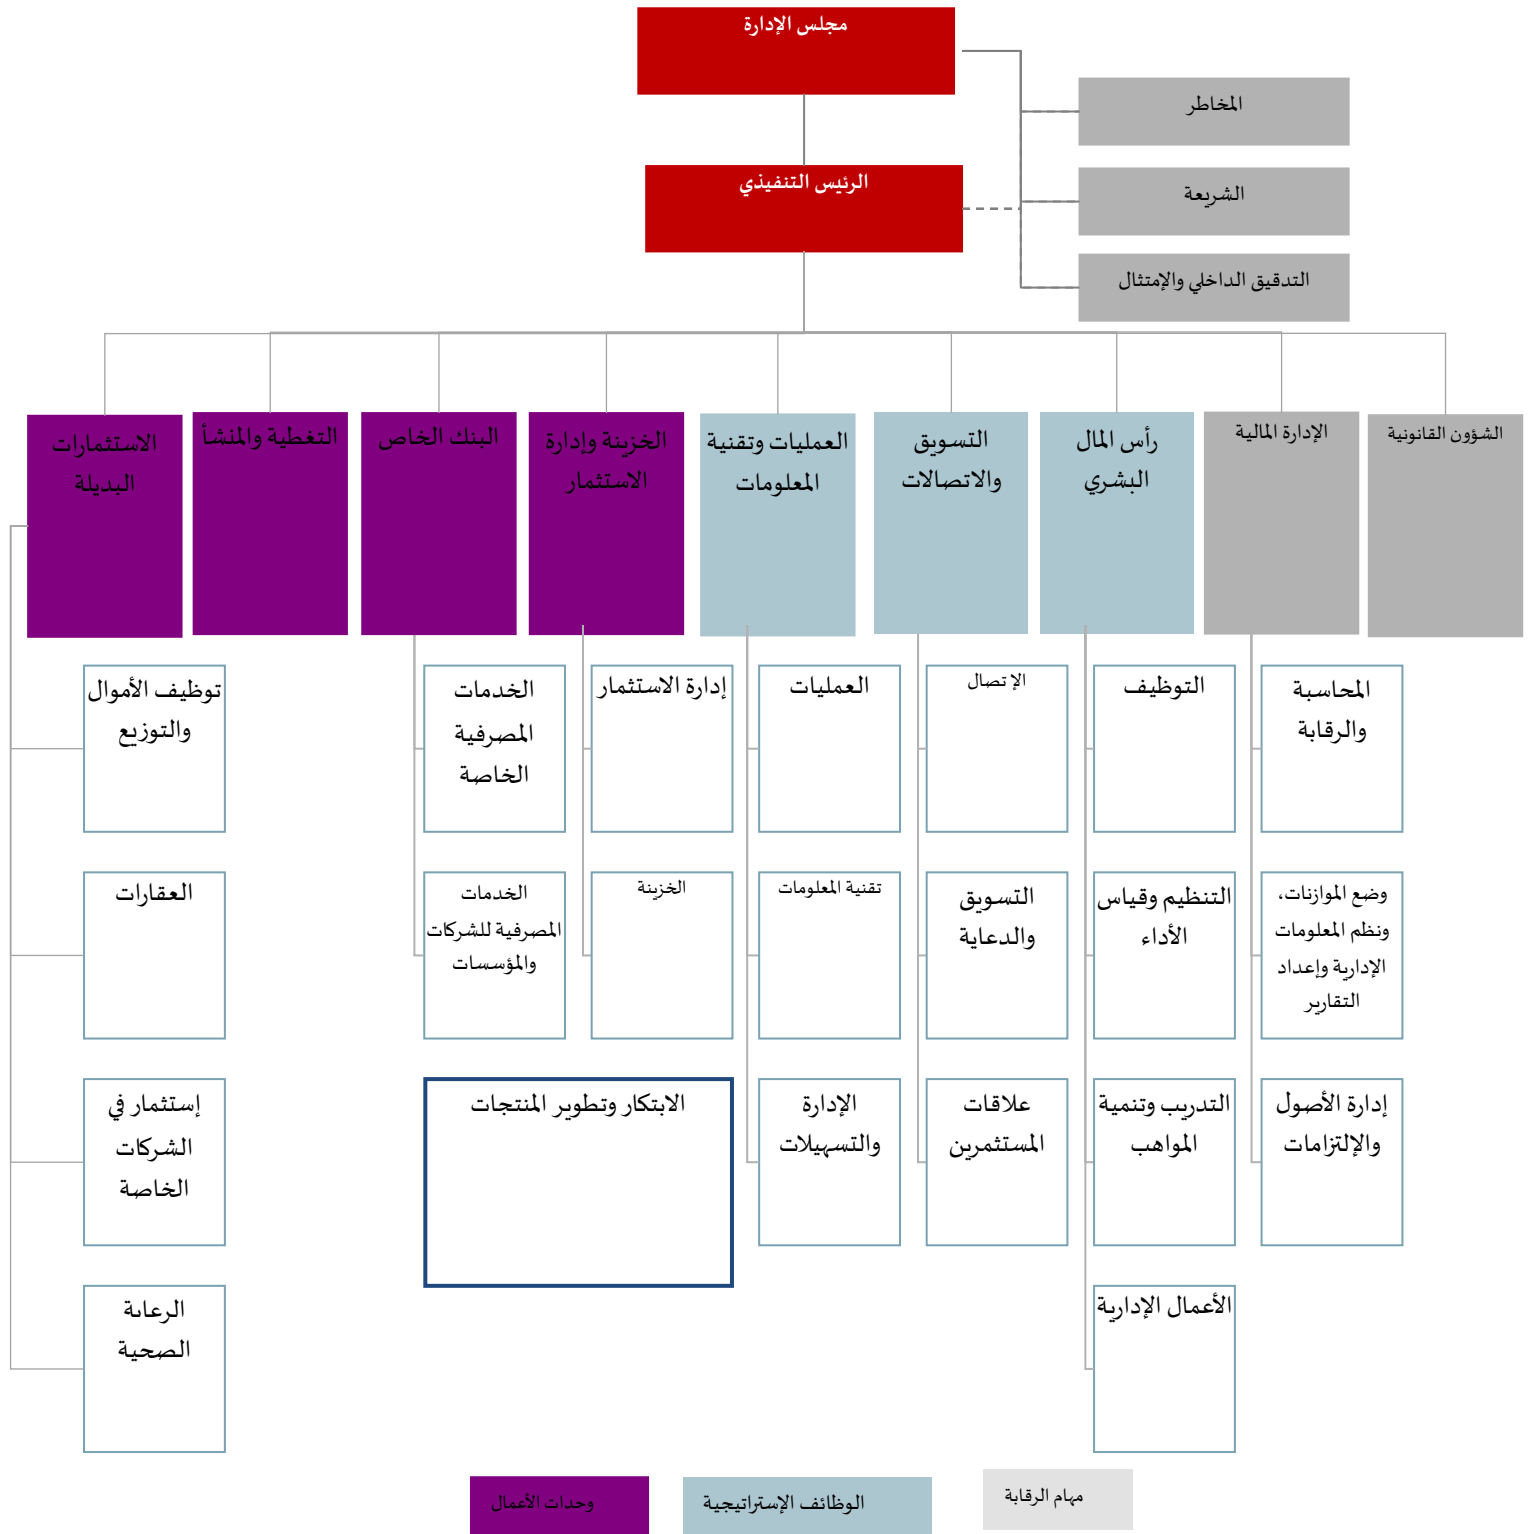 مجلس الإدارة
المخاطر
الرئيس التنفيذي
الشريعة
التدقيق الداخلي والإمتثال
الشؤون القانونية
الإدارة المالية
رأس المال
البشري
التسويق
والاتصالات
العمليات وتقنية
المعلومات
الخزينة وإدارة
الاستثمار
البنك الخاص
التغطية والمنشأ
الاستثمارات
البديلة
المحاسبة
والرقابة
التوظيف
الإتصال
العمليات
إدارة الاستثمار
الخدمات
المصرفية
الخاصة
توظيف الأموال
والتوزيع
وضع الموازنات،
ونظم المعلومات
الإدارية وإعداد
التقارير
التنظيم وقياس
الأداء
التسويق
والدعاية
تقنية المعلومات
الخزينة
الخدمات
المصرفية للشركات
والمؤسسات
العقارات
إدارة الأصول
والإلتزامات
التدريب وتنمية
المواهب
علاقات
المستثمرين
الإدارة
والتسهيلات
الابتكار وتطوير المنتجات
إستثمار في
الشركات
الخاصة
الأعمال الإدارية
الرعاية
الصحية
مهام الرقابة
الوظائف الإستراتيجية
وحدات الأعمال